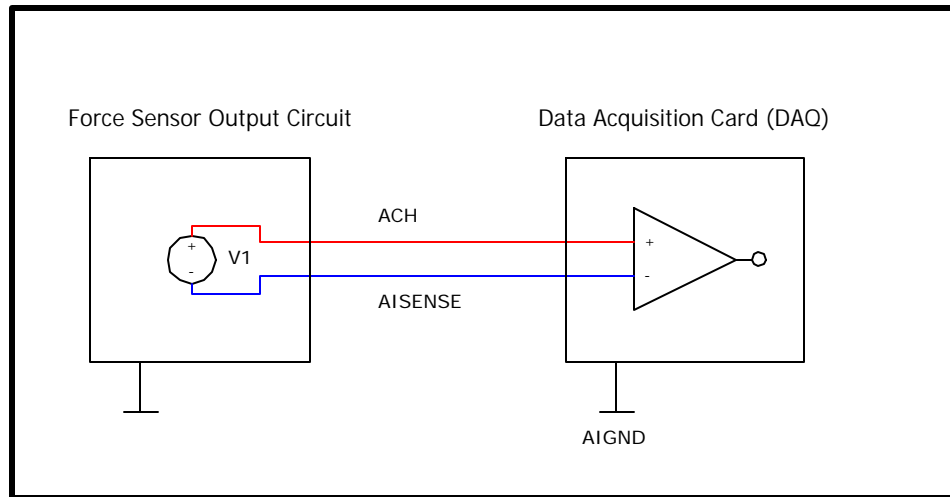 Force Sensor Output Circuit
Data Acquisition Card (DAQ)
ACH
+
V1
-
+
-
AISENSE
AIGND